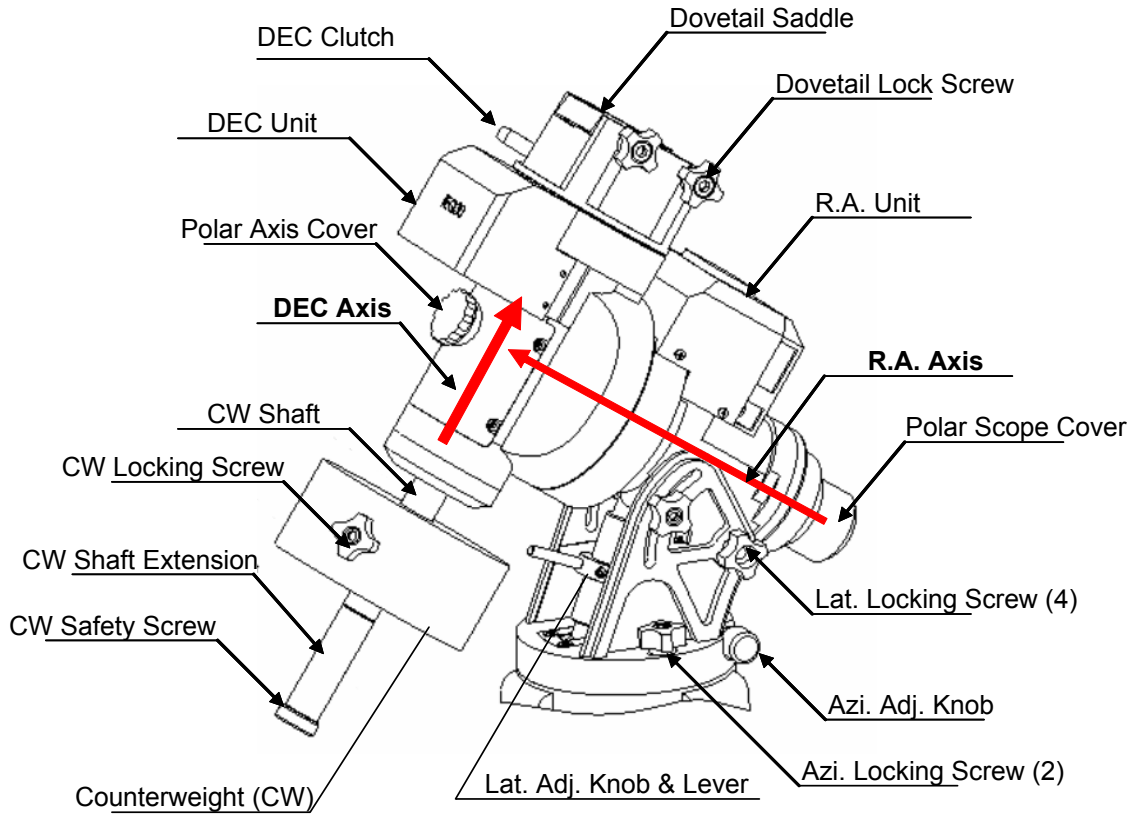 Dovetail Saddle
DEC Clutch
Dovetail Lock Screw
DEC Unit
R.A. Unit
Polar Axis Cover
DEC Axis
R.A. Axis
CW Shaft
Polar Scope Cover
CW Locking Screw
CW Shaft Extension
Lat. Locking Screw (4)
CW Safety Screw
Azi. Adj. Knob
Azi. Locking Screw (2)
Lat. Adj. Knob & Lever
Counterweight (CW)